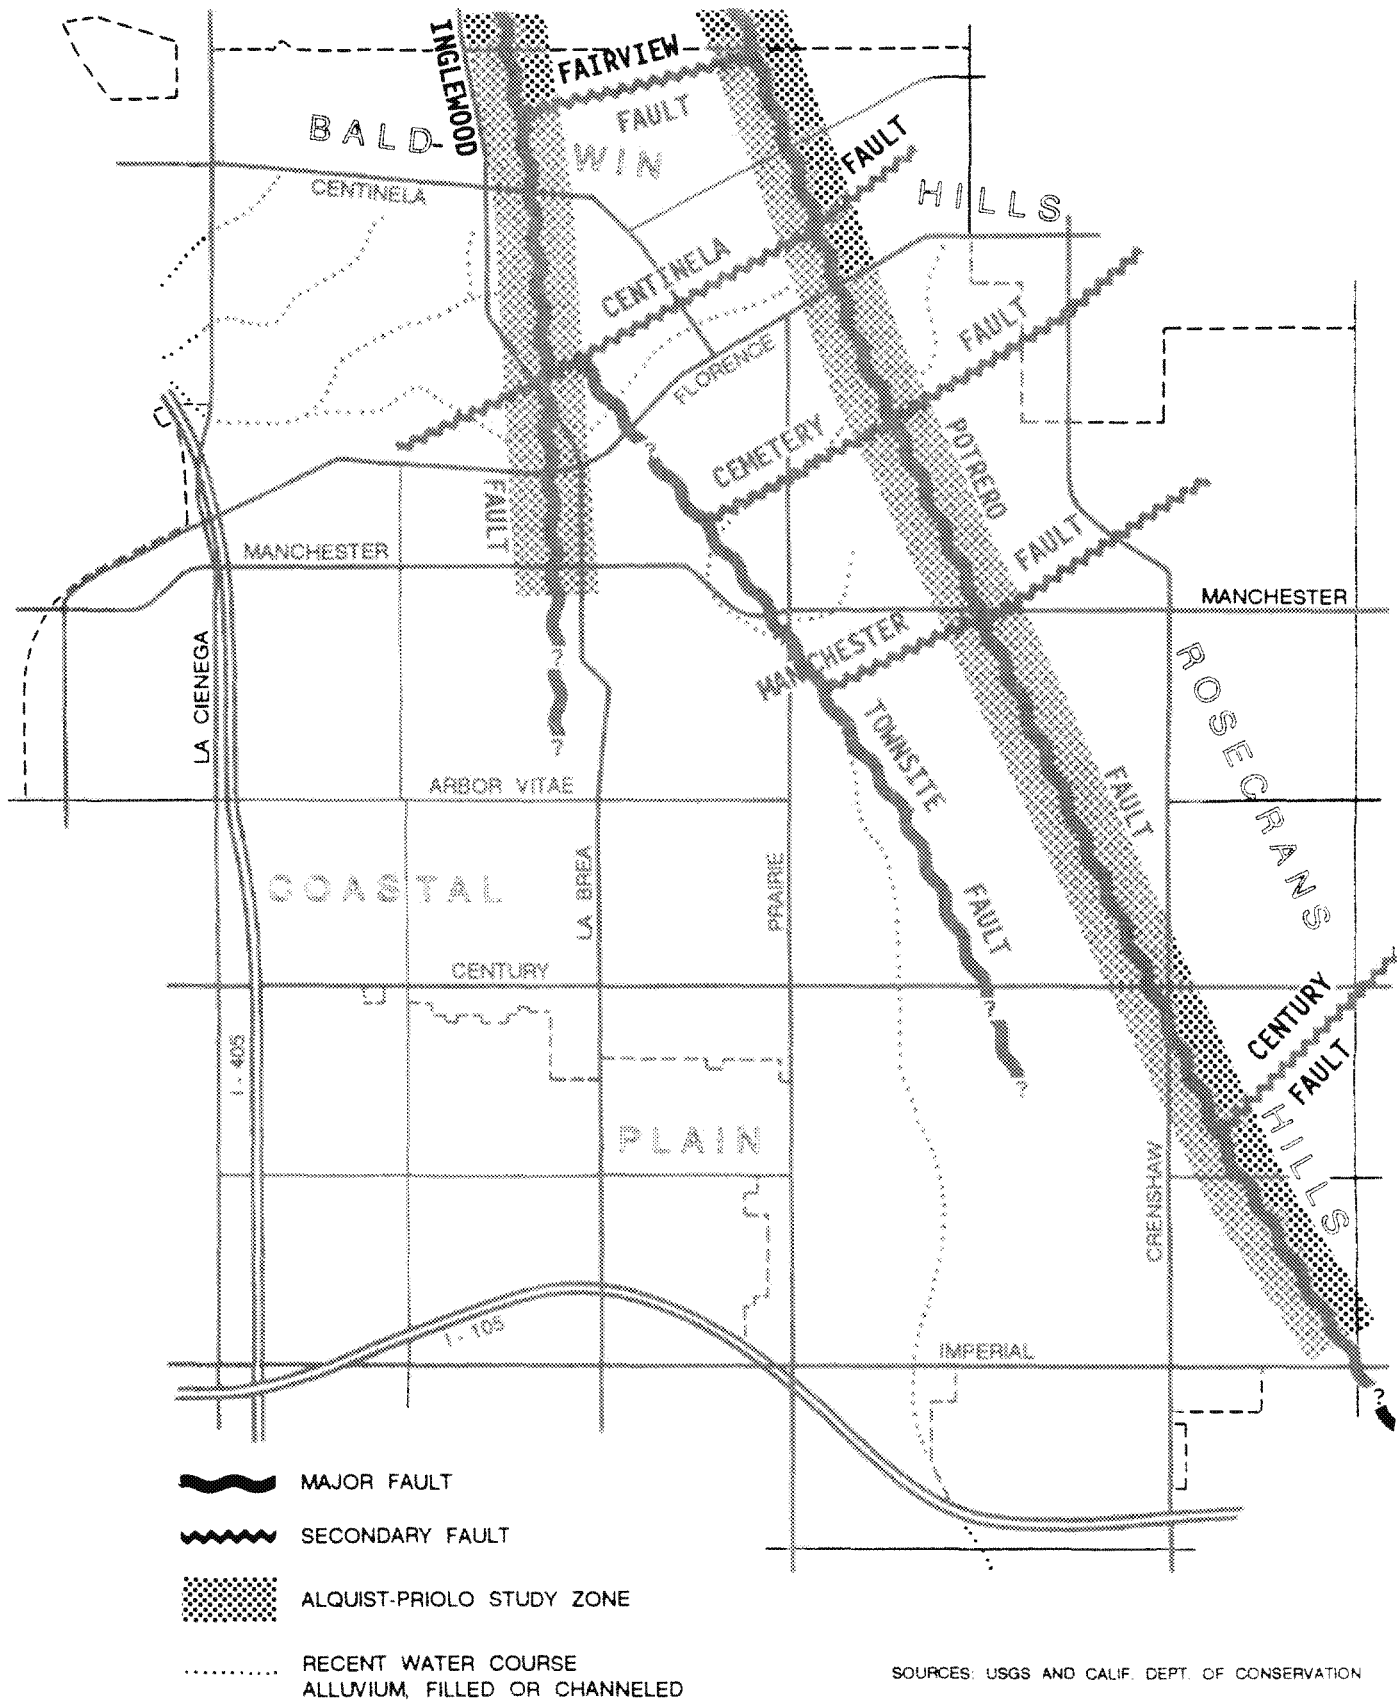 INGLEWOOD
FAIRVIEW
FAULT
BALD-
WIN
FAULT
HILLS
CENTINELA
CENTINELA
FAULT
FLORENCE
CEMETERY
POTRERO
FAULT
FAULT
MANCHESTER
MANCHESTER
MANCHESTER
ROSECRANS
LA CIENEGA
?
?
?
TOWNSITE
ARBOR VITAE
FAULT
COASTAL
LA BREA
PRAIRIE
FAULT
CENTURY
CENTURY
FAULT
I-405
?
?
HILLS
PLAIN
CRENSHAW
I-105
IMPERIAL
?
MAJOR FAULT
SECONDARY FAULT
ALQUIST-PRIOLO STUDY ZONE
RECENT WATER COURSE
ALLUVIUM, FILLED OR CHANNELED
SOURCES: USGS AND CALIF. DEPT. OF CONSERVATION